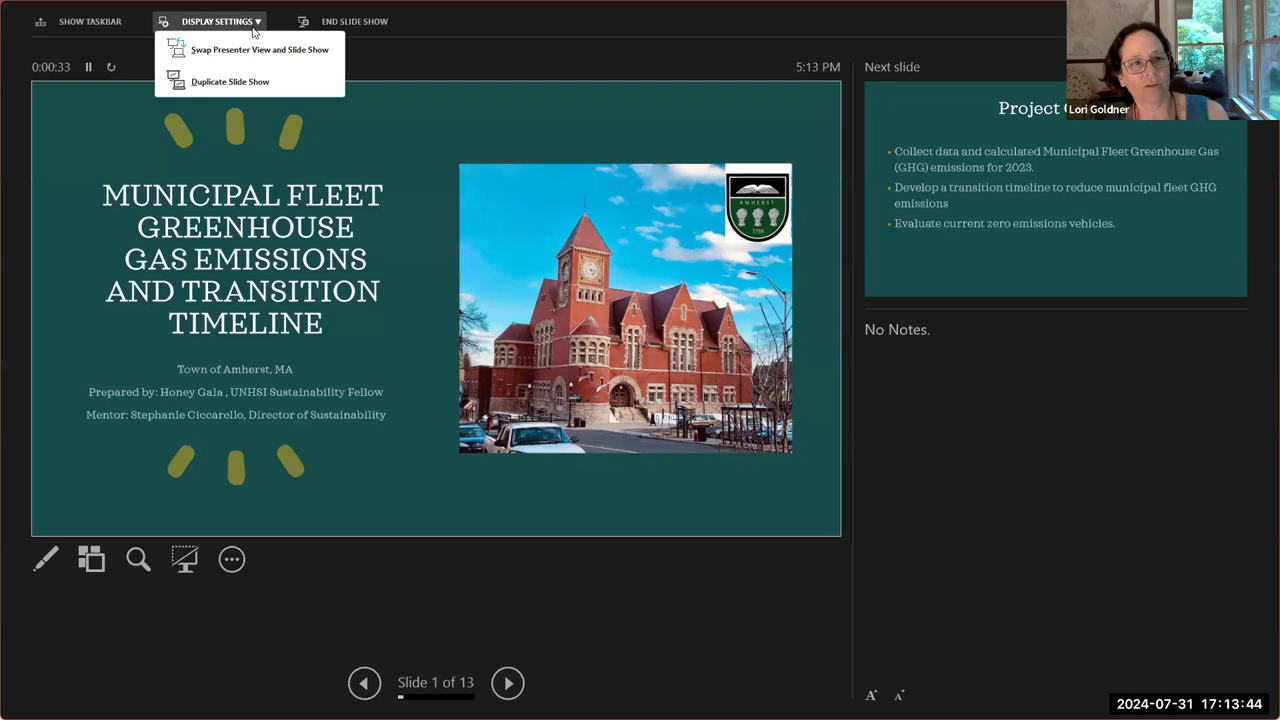 SHOW TASKBAR
DISPLAY SETTINGS ▼
END SLIDE SHOW
Swap Presenter View and Slide Show
Duplicate Slide Show
0:00:33
5:13 PM
Next slide
Lori Goldner
MUNICIPAL FLEET
GREENHOUSE
GAS EMISSIONS
AND TRANSITION
TIMELINE
Town of Amherst, MA
Prepared by: Honey Gala , UNHSI Sustainability Fellow
Mentor: Stephanie Ciccarello, Director of Sustainability
AMHERST
1759
Project
• Collect data and calculated Municipal Fleet Greenhouse Gas
(GHG) emissions for 2023.
• Develop a transition timeline to reduce municipal fleet GHG
emissions
• Evaluate current zero emissions vehicles.
No Notes.
Slide 1 of 13
A A
2024-07-31 17:13:44